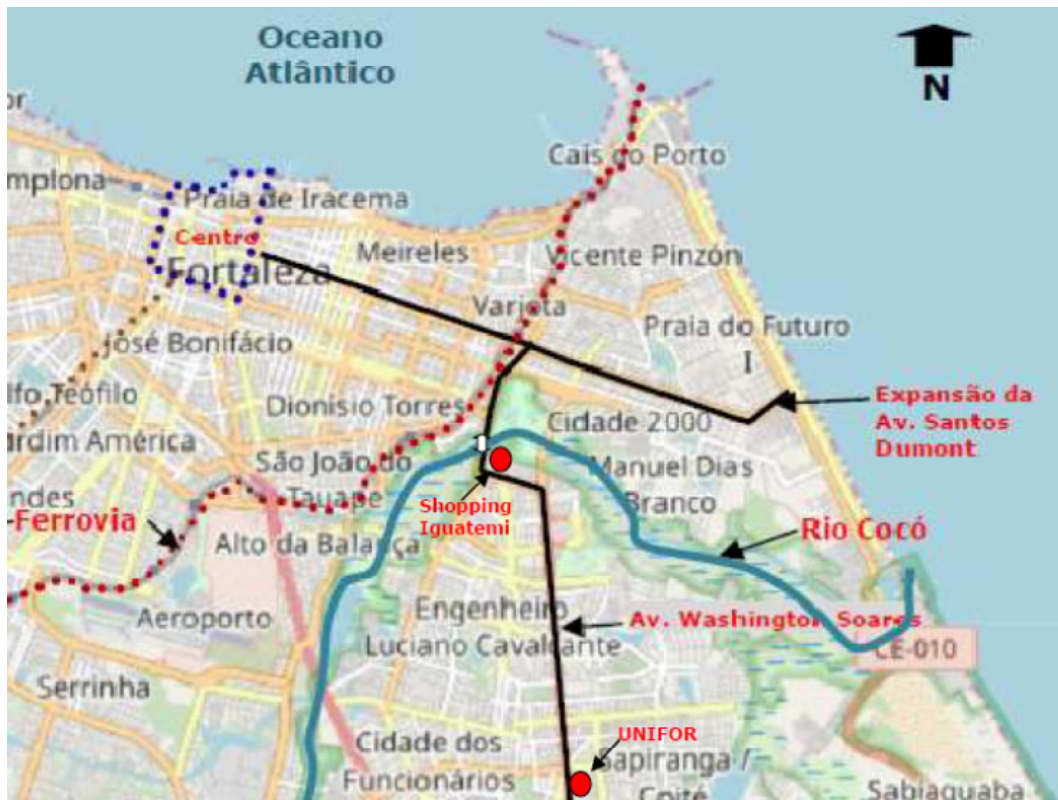 Oceano
Atlântico
N
or
Cais do Porto
mplona
Praia de Iracema
Centro
Fortaleza
Meireles
Vicente Pinzón
Varjota
Praia do Futuro
I
José Bonifácio
lfo Teófilo
Dionísio Torres
Cidade 2000
Expansão da
Av. Santos
Dumont
ardim América
São João do
Tauape
Manuel Dias
Branco
Shopping
Iguatemi
ndes
Ferrovia
Alto da Balança
Rio Cocó
Aeroporto
Engenheiro
Luciano Cavalcante
Av. Washington Soares
CE-010
Serrinha
Cidade dos
Funcionários
UNIFOR
Sapiranga /
Coité
Sabiaguaba